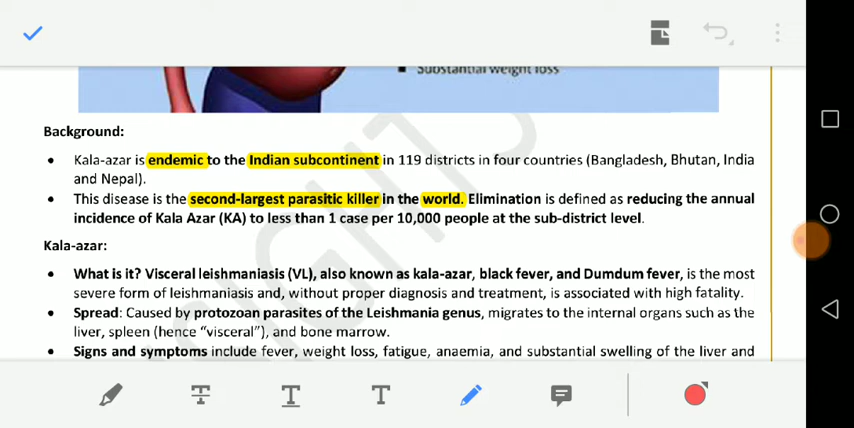 ▪ Substantial weight loss
Background:
• Kala-azar is endemic to the Indian subcontinent in 119 districts in four countries (Bangladesh, Bhutan, India
and Nepal).
• This disease is the second-largest parasitic killer in the world. Elimination is defined as reducing the annual
incidence of Kala Azar (KA) to less than 1 case per 10,000 people at the sub-district level.
Kala-azar:
• What is it? Visceral leishmaniasis (VL), also known as kala-azar, black fever, and Dumdum fever, is the most
severe form of leishmaniasis and, without proper diagnosis and treatment, is associated with high fatality.
• Spread: Caused by protozoan parasites of the Leishmania genus, migrates to the internal organs such as the
liver, spleen (hence “visceral”), and bone marrow.
• Signs and symptoms include fever, weight loss, fatigue, anaemia, and substantial swelling of the liver and
T T T